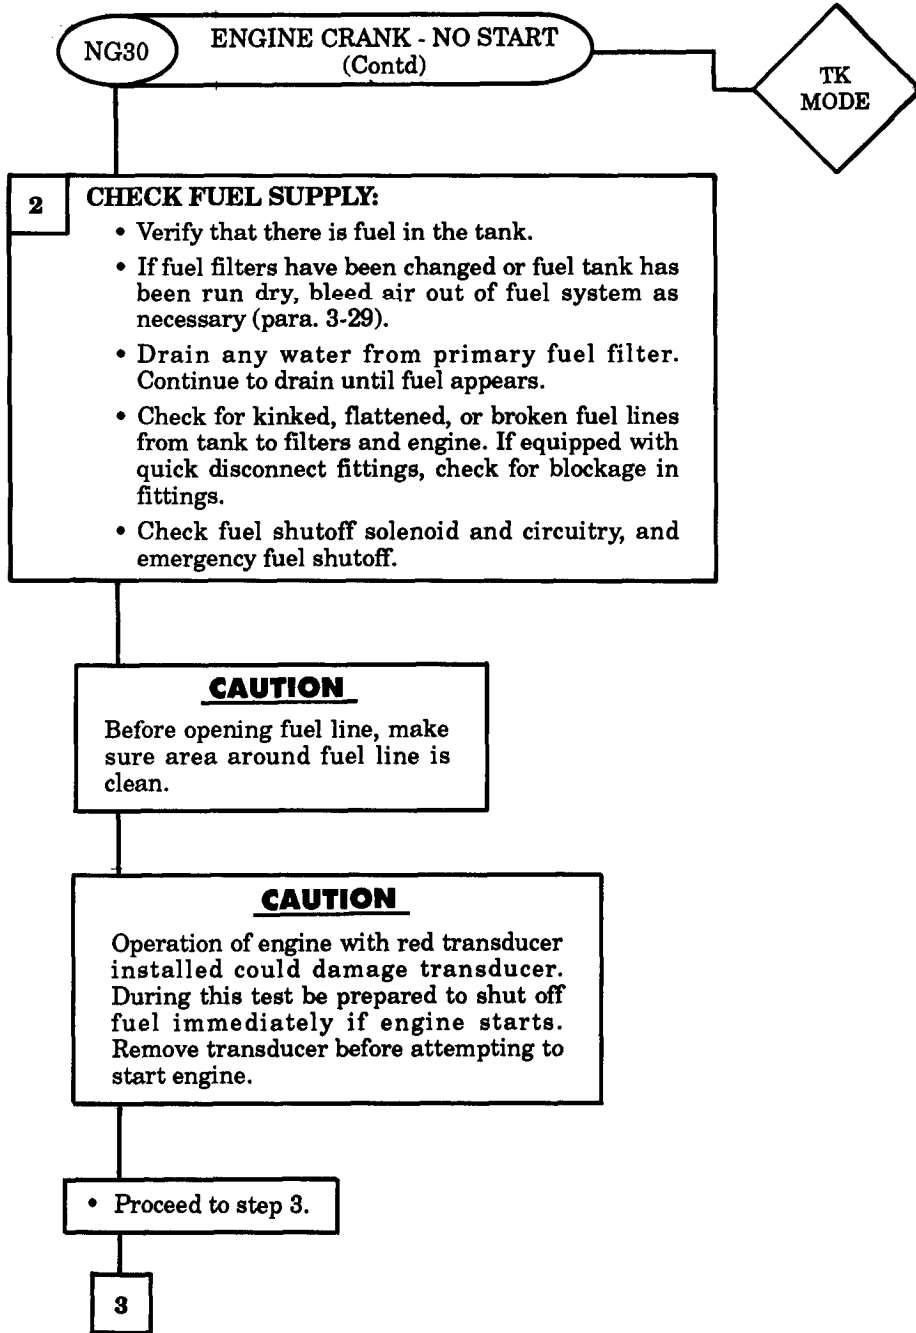 NG30
ENGINE CRANK - NO START
(Contd)
TK
MODE
2
CHECK FUEL SUPPLY:
• Verify that there is fuel in the tank.
• If fuel filters have been changed or fuel tank has
been run dry, bleed air out of fuel system as
necessary (para. 3-29).
• Drain any water from primary fuel filter.
Continue to drain until fuel appears.
• Check for kinked, flattened, or broken fuel lines
from tank to filters and engine. If equipped with
quick disconnect fittings, check for blockage in
fittings.
• Check fuel shutoff solenoid and circuitry, and
emergency fuel shutoff.
CAUTION
Before opening fuel line, make
sure area around fuel line is
clean.
CAUTION
Operation of engine with red transducer
installed could damage transducer.
During this test be prepared to shut off
fuel immediately if engine starts.
Remove transducer before attempting to
start engine.
• Proceed to step 3.
3